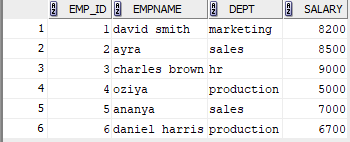 EMP_ID EMPNAME DEPT SALARY
1 1 david smith marketing 8200
2 2 ayra sales 8500
3 3 charles brown hr 9000
4 4 oziya production 5000
5 5 ananya sales 7000
6 6 daniel harris production 6700